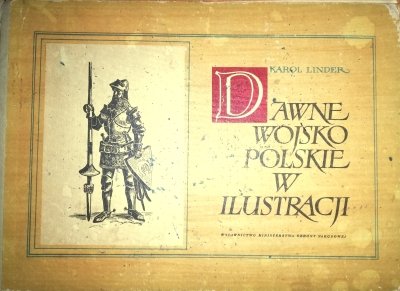 KAROL LINDER
DAWNE
WOJSKO
POLSKIE
W
ILUSTRACJI
WYDAWNICTWO MINISTERSTWA OBRONY NARODOWEJ